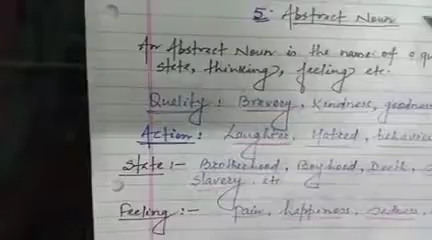 5. Abstract Noun
An Abstract Noun is the name of a
state, thinking, feeling etc.
Quality : Bravery, Kindness, goodness
Action : Laughter, Hatred,
State :- Brotherhood, Boyhood, Death,
slavery, etc
Feeling :- Pain, happiness, sadness,